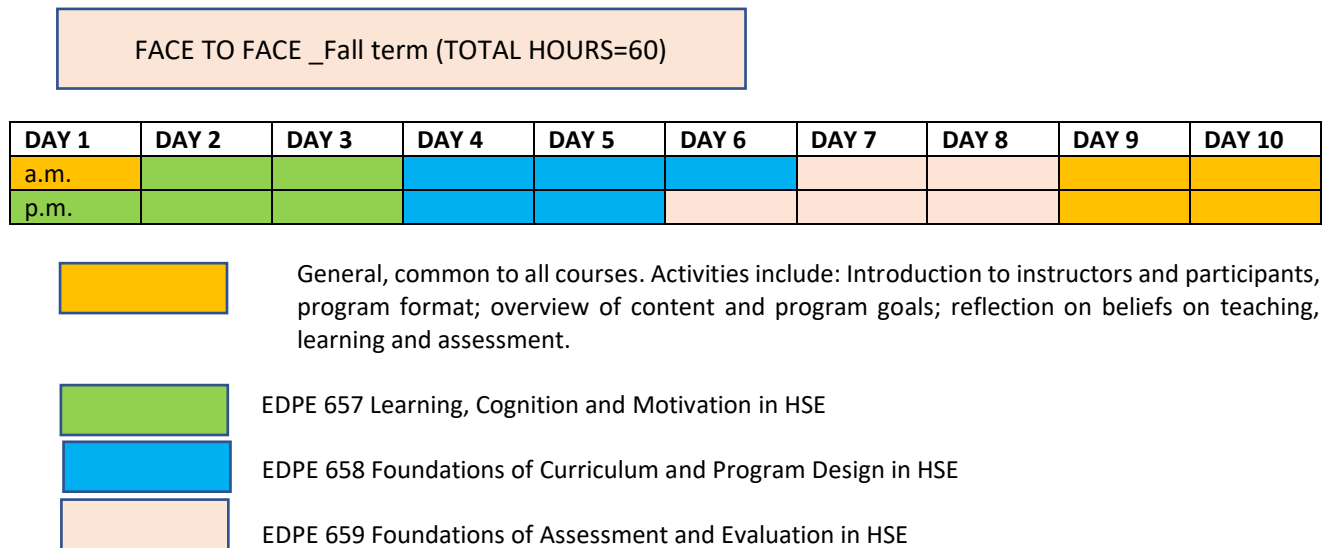 FACE TO FACE _Fall term (TOTAL HOURS=60)
DAY 1 DAY 2 DAY 3 DAY 4 DAY 5 DAY 6 DAY 7 DAY 8 DAY 9 DAY 10
a.m.
p.m.
General, common to all courses. Activities include: Introduction to instructors and participants,
program format; overview of content and program goals; reflection on beliefs on teaching,
learning and assessment.
EDPE 657 Learning, Cognition and Motivation in HSE
EDPE 658 Foundations of Curriculum and Program Design in HSE
EDPE 659 Foundations of Assessment and Evaluation in HSE